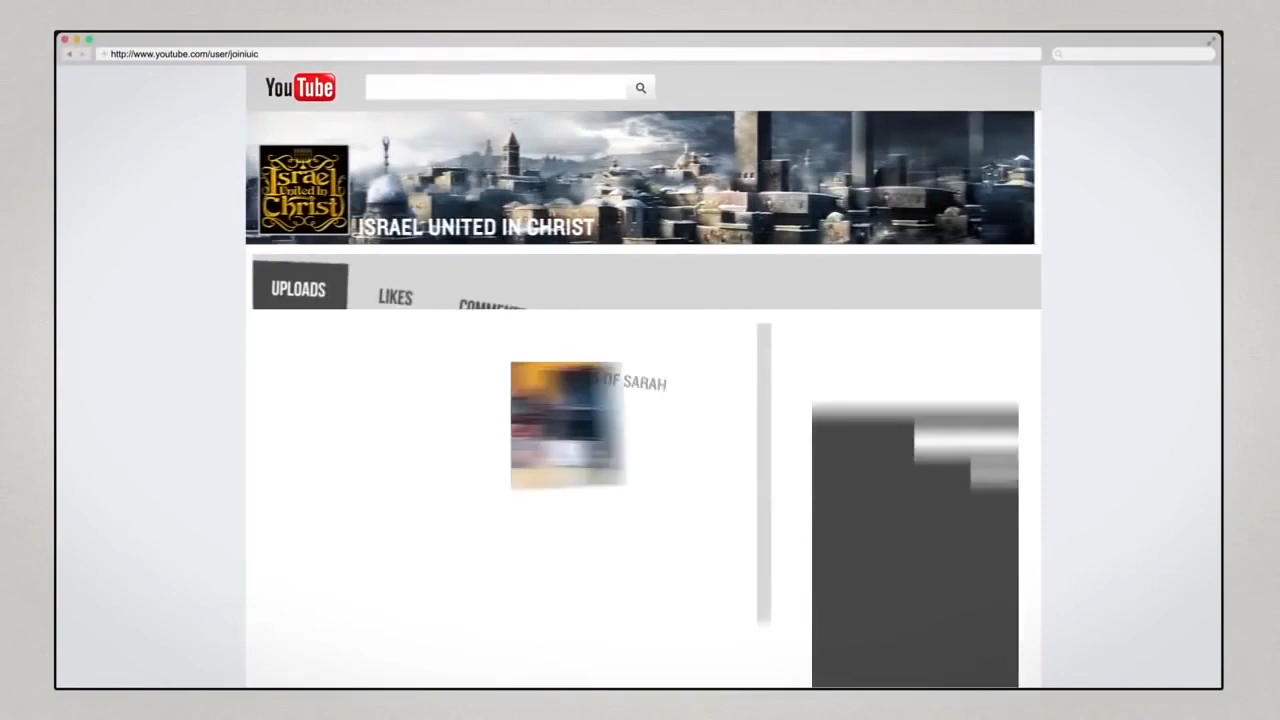 http://www.youtube.com/user/joiniuic
YouTube
Israel
United In
Christ
ISRAEL UNITED IN CHRIST
UPLOADS
LIKES
OF SARAH